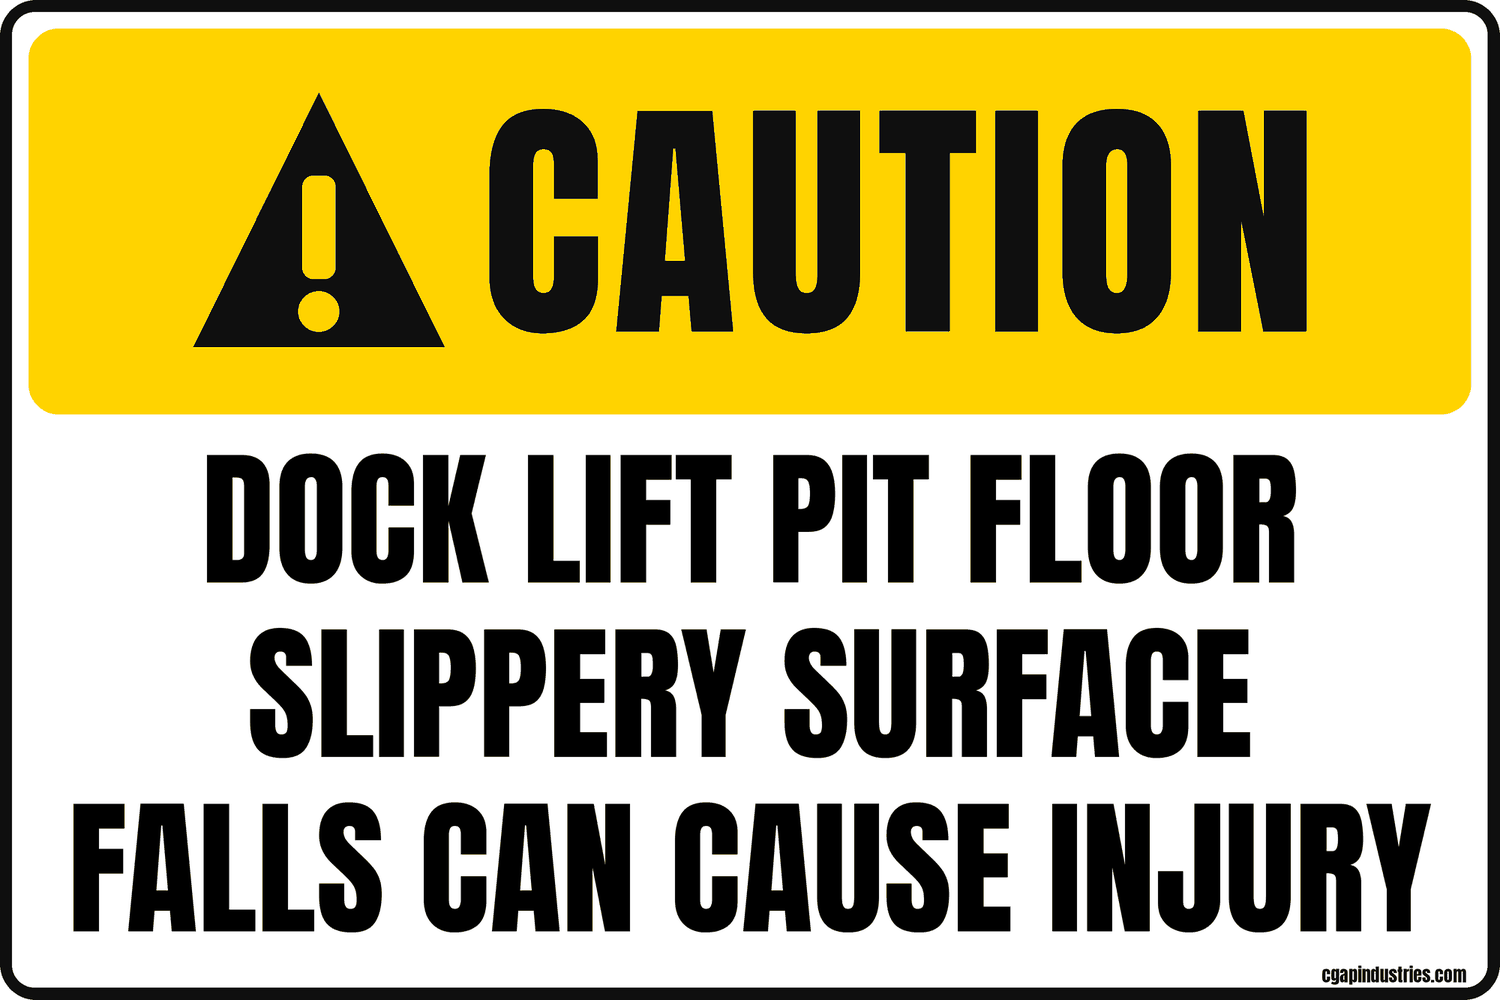 CAUTION
DOCK LIFT PIT FLOOR
SLIPPERY SURFACE
FALLS CAN CAUSE INJURY
cgapindustries.com